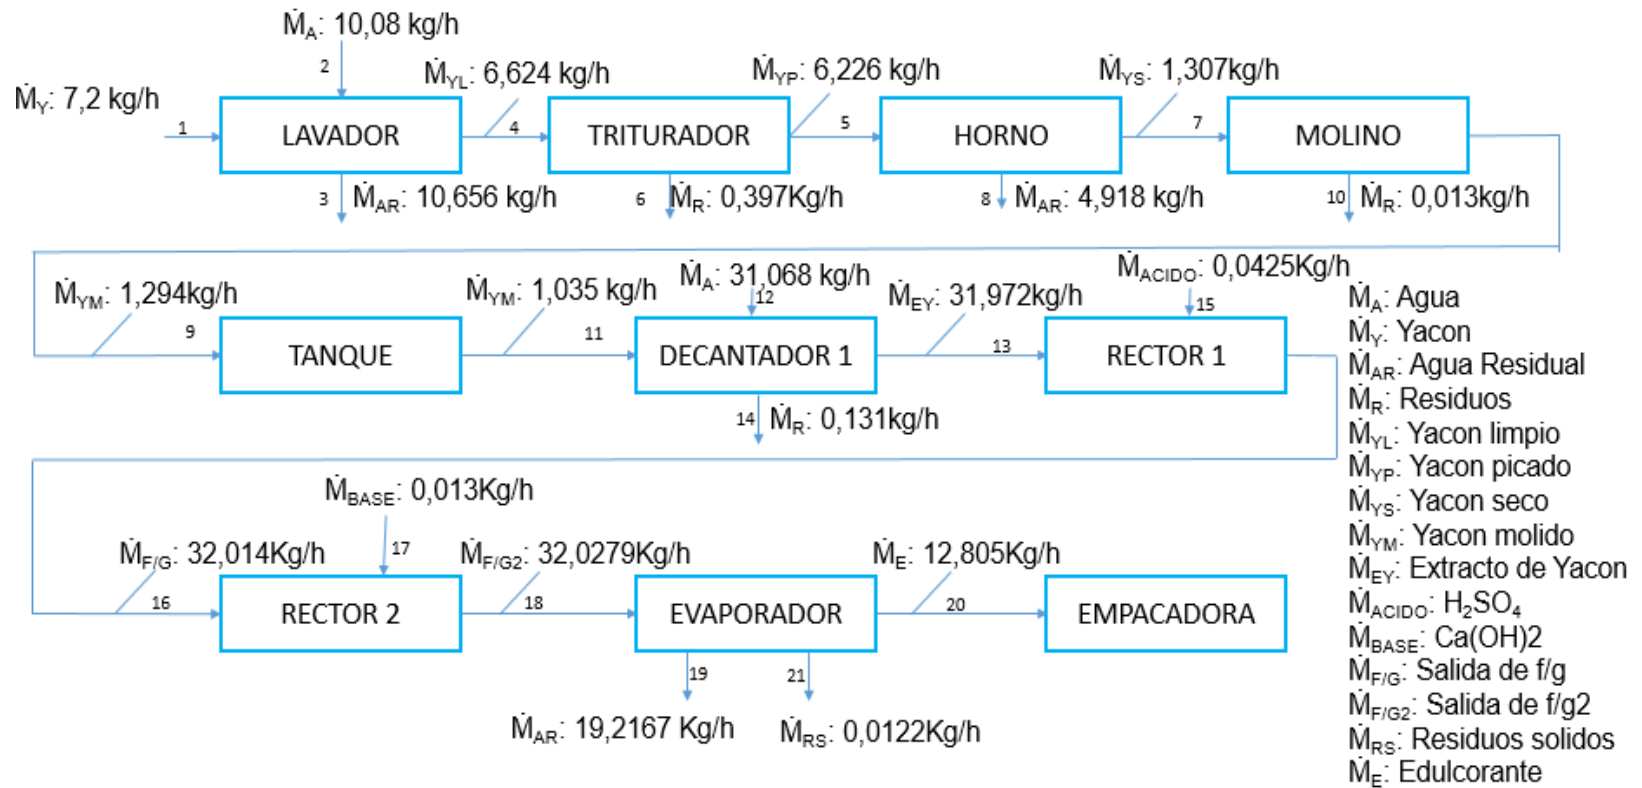 Ṁ_A: 10,08 kg/h
2
Ṁ_Y: 7,2 kg/h
1
LAVADOR
3
Ṁ_AR: 10,656 kg/h
Ṁ_YL: 6,624 kg/h
4
TRITURADOR
6
Ṁ_R: 0,397Kg/h
Ṁ_YP: 6,226 kg/h
5
HORNO
8
Ṁ_AR: 4,918 kg/h
Ṁ_YS: 1,307kg/h
7
MOLINO
10
Ṁ_R: 0,013kg/h
Ṁ_YM: 1,294kg/h
9
TANQUE
Ṁ_YM: 1,035 kg/h
11
Ṁ_A: 31,068 kg/h
12
DECANTADOR 1
14
Ṁ_R: 0,131kg/h
Ṁ_EY: 31,972kg/h
13
Ṁ_ACIDO: 0,0425Kg/h
15
RECTOR 1
Ṁ_F/G: 32,014Kg/h
16
Ṁ_BASE: 0,013Kg/h
17
RECTOR 2
Ṁ_F/G2: 32,0279Kg/h
18
EVAPORADOR
19
Ṁ_AR: 19,2167 Kg/h
21
Ṁ_RS: 0,0122Kg/h
Ṁ_E: 12,805Kg/h
20
EMPACADORA
Ṁ_A: Agua
Ṁ_Y: Yacon
Ṁ_AR: Agua Residual
Ṁ_R: Residuos
Ṁ_YL: Yacon limpio
Ṁ_YP: Yacon picado
Ṁ_YS: Yacon seco
Ṁ_YM: Yacon molido
Ṁ_EY: Extracto de Yacon
Ṁ_ACIDO: H₂SO₄
Ṁ_BASE: Ca(OH)2
Ṁ_F/G: Salida de f/g
Ṁ_F/G2: Salida de f/g2
Ṁ_RS: Residuos solidos
Ṁ_E: Edulcorante